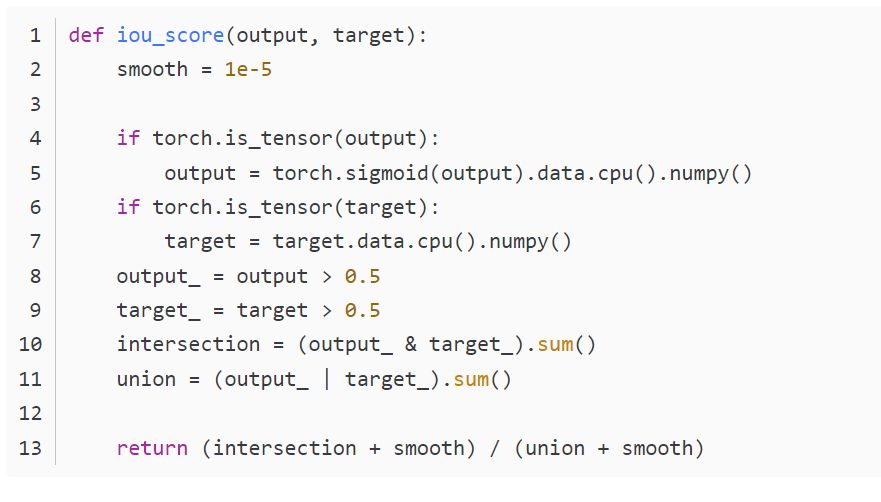 1 def iou_score(output, target):
2     smooth = 1e-5
3
4     if torch.is_tensor(output):
5         output = torch.sigmoid(output).data.cpu().numpy()
6     if torch.is_tensor(target):
7         target = target.data.cpu().numpy()
8     output_ = output > 0.5
9     target_ = target > 0.5
10     intersection = (output_ & target_).sum()
11     union = (output_ | target_).sum()
12
13     return (intersection + smooth) / (union + smooth)